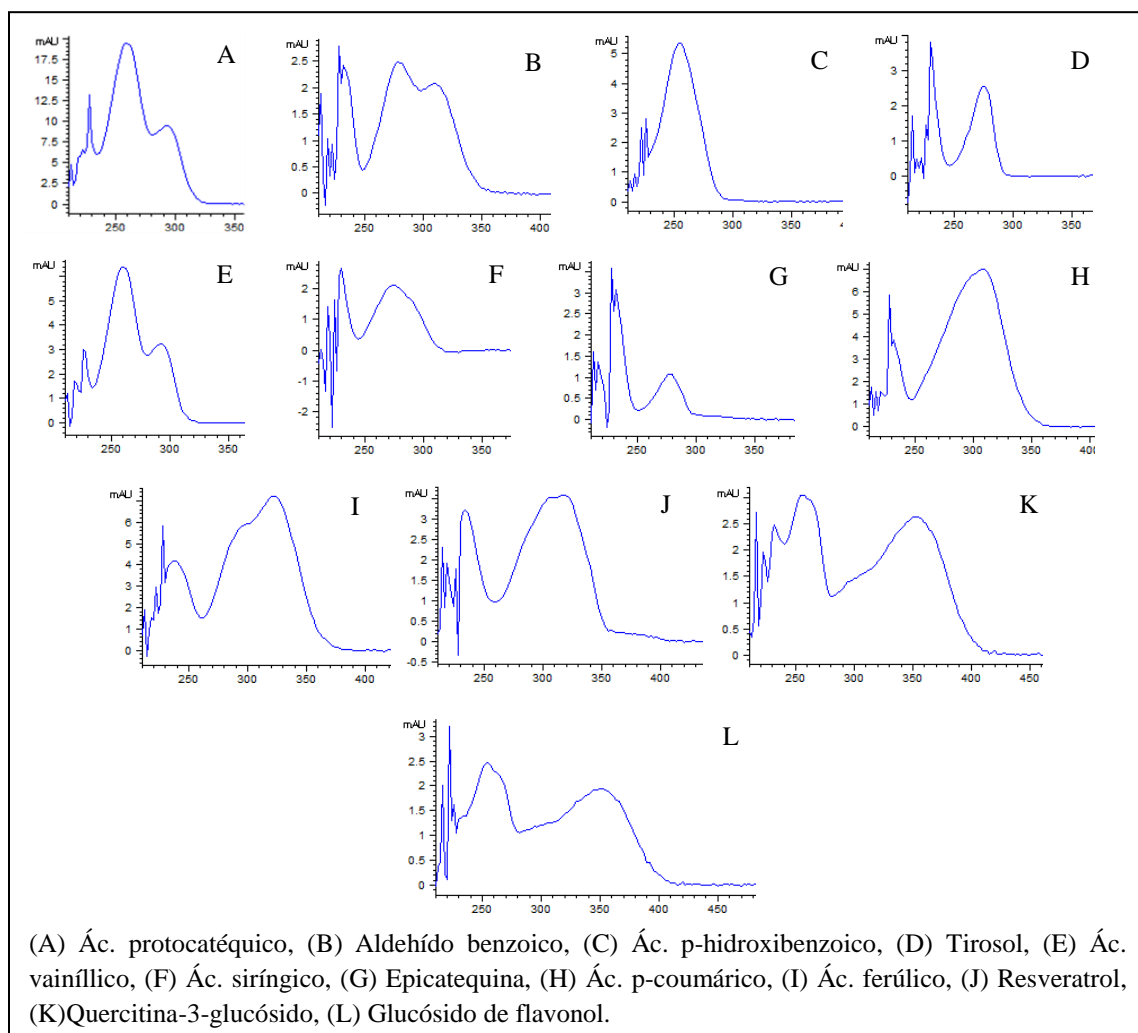 mAU
A
17.5
15
12.5
10
7.5
5
2.5
0
250 300 350
mAU
B
2.5
2
1.5
1
0.5
0
250 300 350 400
mAU
C
5
4
3
2
1
0
250 300 350
mAU
D
3
2
1
0
250 300 350
mAU
E
5
4
3
2
1
0
250 300 350
mAU
F
2
1
0
-1
-2
250 300 350
mAU
G
3.5
3
2.5
2
1.5
1
0.5
0
250 300 350
mAU
H
7
6
5
4
3
2
1
0
250 300 350 400
mAU
I
6
4
2
0
250 300 350 400
mAU
J
3
2.5
2
1.5
1
0.5
0
-0.5
250 300 350 400
mAU
K
2.5
2
1.5
1
0.5
0
250 300 350 400 450
mAU
L
3
2.5
2
1.5
1
0.5
0
250 300 350 400 450
(A) Ác. protocatéquico, (B) Aldehído benzoico, (C) Ác. p-hidroxibenzoico, (D) Tirosol, (E) Ác.
vainíllico, (F) Ác. siríngico, (G) Epicatequina, (H) Ác. p-coumárico, (I) Ác. ferúlico, (J) Resveratrol,
(K)Quercitina-3-glucósido, (L) Glucósido de flavonol.